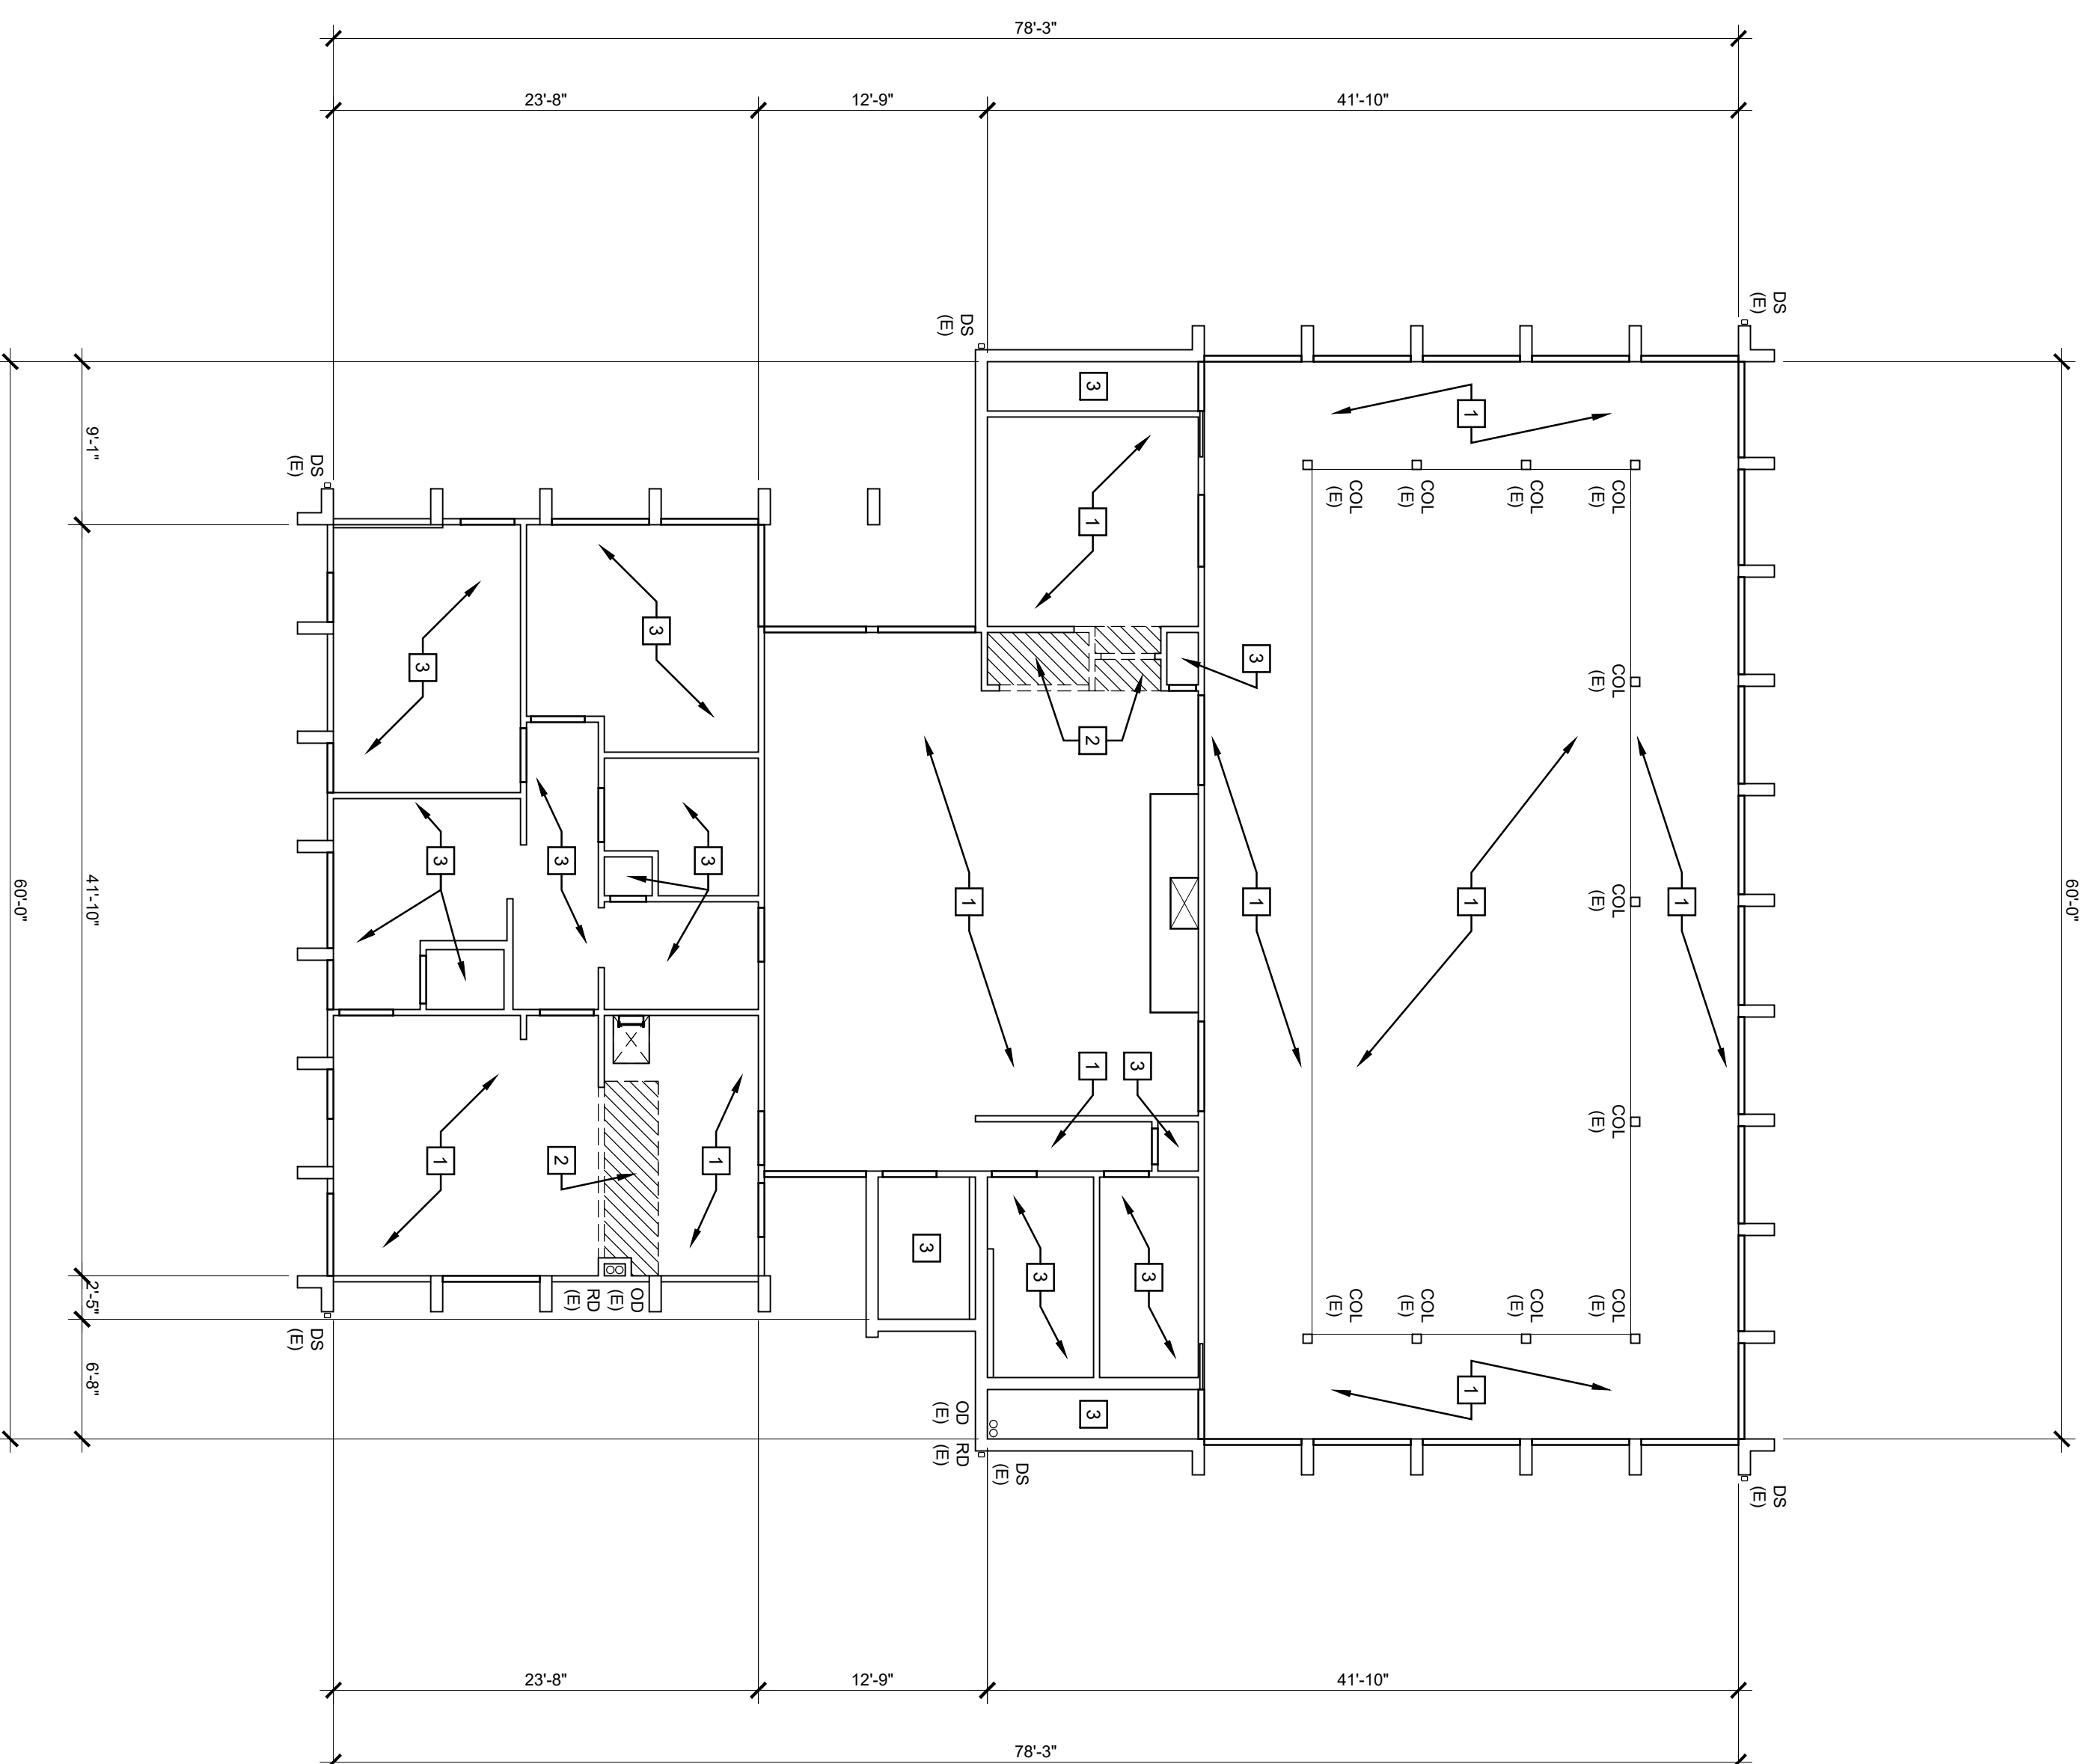 78'-3"
23'-8"
12'-9"
41'-10"
DS
(E)
DS
(E)
3
1
COL
(E)
COL
(E)
COL
(E)
COL
(E)
9'-1"
DS
(E)
1
3
3
3
COL
(E)
2
60'-0"
41'-10"
3
3
3
1
1
1
COL
(E)
1
60'-0"
1
3
COL
(E)
1
2
1
3
3
3
2'-5"
RD
(E)
OD
(E)
COL
(E)
COL
(E)
COL
(E)
COL
(E)
DS
(E)
6'-8"
1
3
OD
(E)
RD
(E)
DS
(E)
DS
(E)
23'-8"
12'-9"
41'-10"
78'-3"